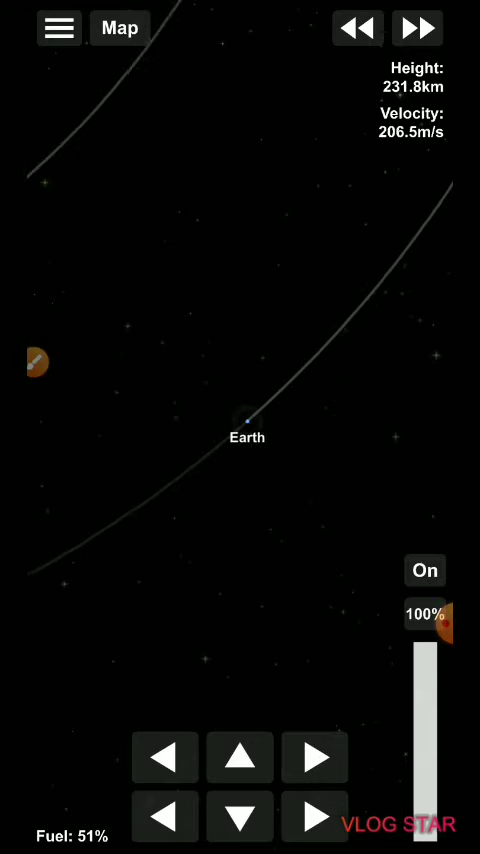 Map
Height:
231.8km
Velocity:
206.5m/s
Earth
On
100%
Fuel: 51%
VLOG STAR